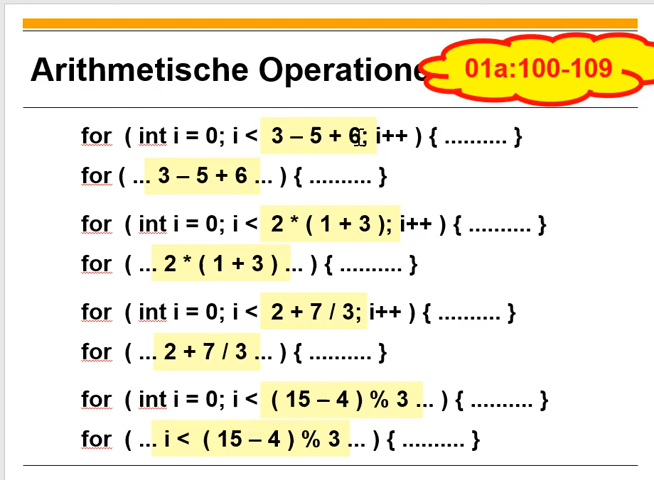 Arithmetische Operatione
01a:100-109
for ( int i = 0; i < 3 – 5 + 6; i++ ) { .......... }
for ( ... 3 – 5 + 6 ... ) { .......... }
for ( int i = 0; i < 2 * ( 1 + 3 ); i++ ) { .......... }
for ( ... 2 * ( 1 + 3 ) ... ) { .......... }
for ( int i = 0; i < 2 + 7 / 3; i++ ) { .......... }
for ( ... 2 + 7 / 3 ... ) { .......... }
for ( int i = 0; i < ( 15 – 4 ) % 3 ... ) { .......... }
for ( ... i < ( 15 – 4 ) % 3 ... ) { .......... }